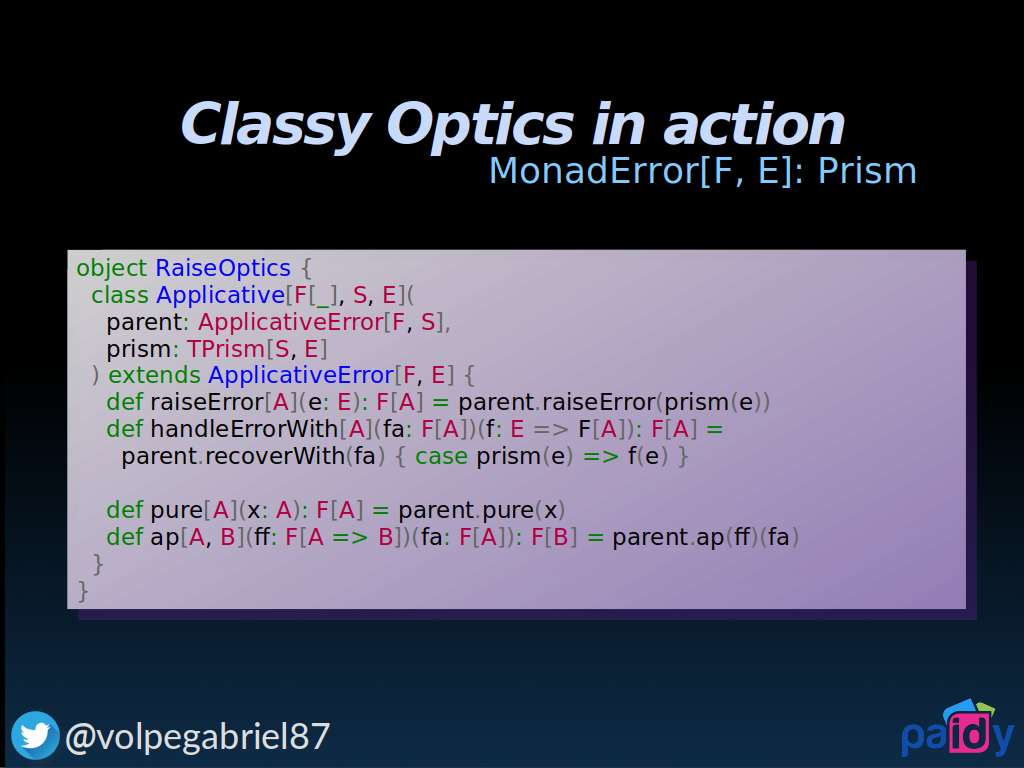 Classy Optics in action
MonadError[F, E]: Prism
object RaiseOptics {
  class Applicative[F[_], S, E](
    parent: ApplicativeError[F, S],
    prism: TPrism[S, E]
  ) extends ApplicativeError[F, E] {
    def raiseError[A](e: E): F[A] = parent.raiseError(prism(e))
    def handleErrorWith[A](fa: F[A])(f: E => F[A]): F[A] =
      parent.recoverWith(fa) { case prism(e) => f(e) }

    def pure[A](x: A): F[A] = parent.pure(x)
    def ap[A, B](ff: F[A => B])(fa: F[A]): F[B] = parent.ap(ff)(fa)
  }
}
@volpegabriel87
paidy